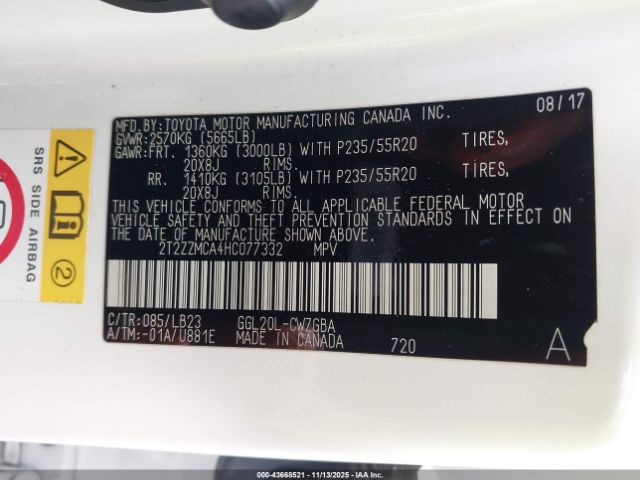 MFD.BY:TOYOTA MOTOR MANUFACTURING CANADA INC. 08/17
GVWR:2570KG (5665LB)
GAWR:FRT. 1360KG (3000LB) WITH P235/55R20 TIRES,
20X8J RIMS.
RR. 1410KG (3105LB) WITH P235/55R20 TIRES,
20X8J RIMS.
THIS VEHICLE CONFORMS TO ALL APPLICABLE FEDERAL MOTOR
VEHICLE SAFETY AND THEFT PREVENTION STANDARDS IN EFFECT ON
THE DATE OF MANUFACTURE SHOWN ABOVE.
2T2ZZMCA4HC077332 MPV
C/TR:085/LB23 GGL20L-CWZGBA
A/TM:-01A/U881E MADE IN CANADA 720 A
SRS SIDE AIRBAG
2
000-43668521 - 11/13/2025 - IAA Inc.